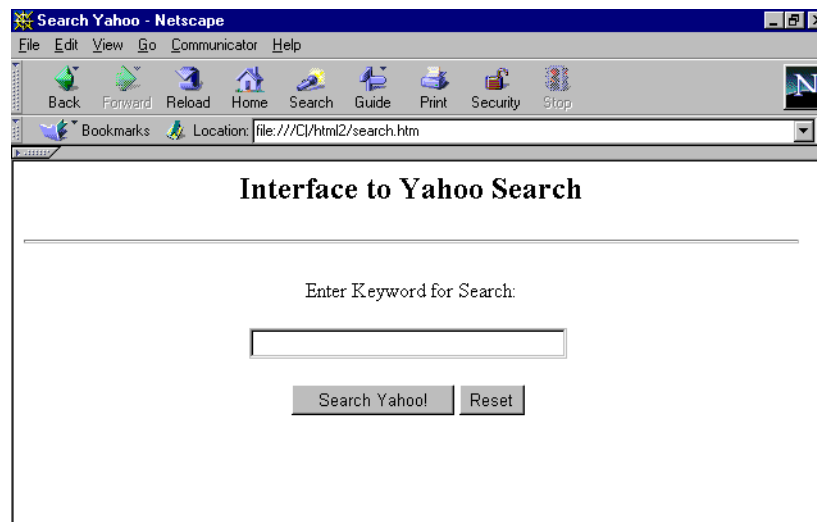 Search Yahoo - Netscape
File Edit View Go Communicator Help
Back Forward Reload Home Search Guide Print Security Stop
N
Bookmarks Location: file:///C|/html2/search.htm
Interface to Yahoo Search
Enter Keyword for Search:
Search Yahoo! Reset